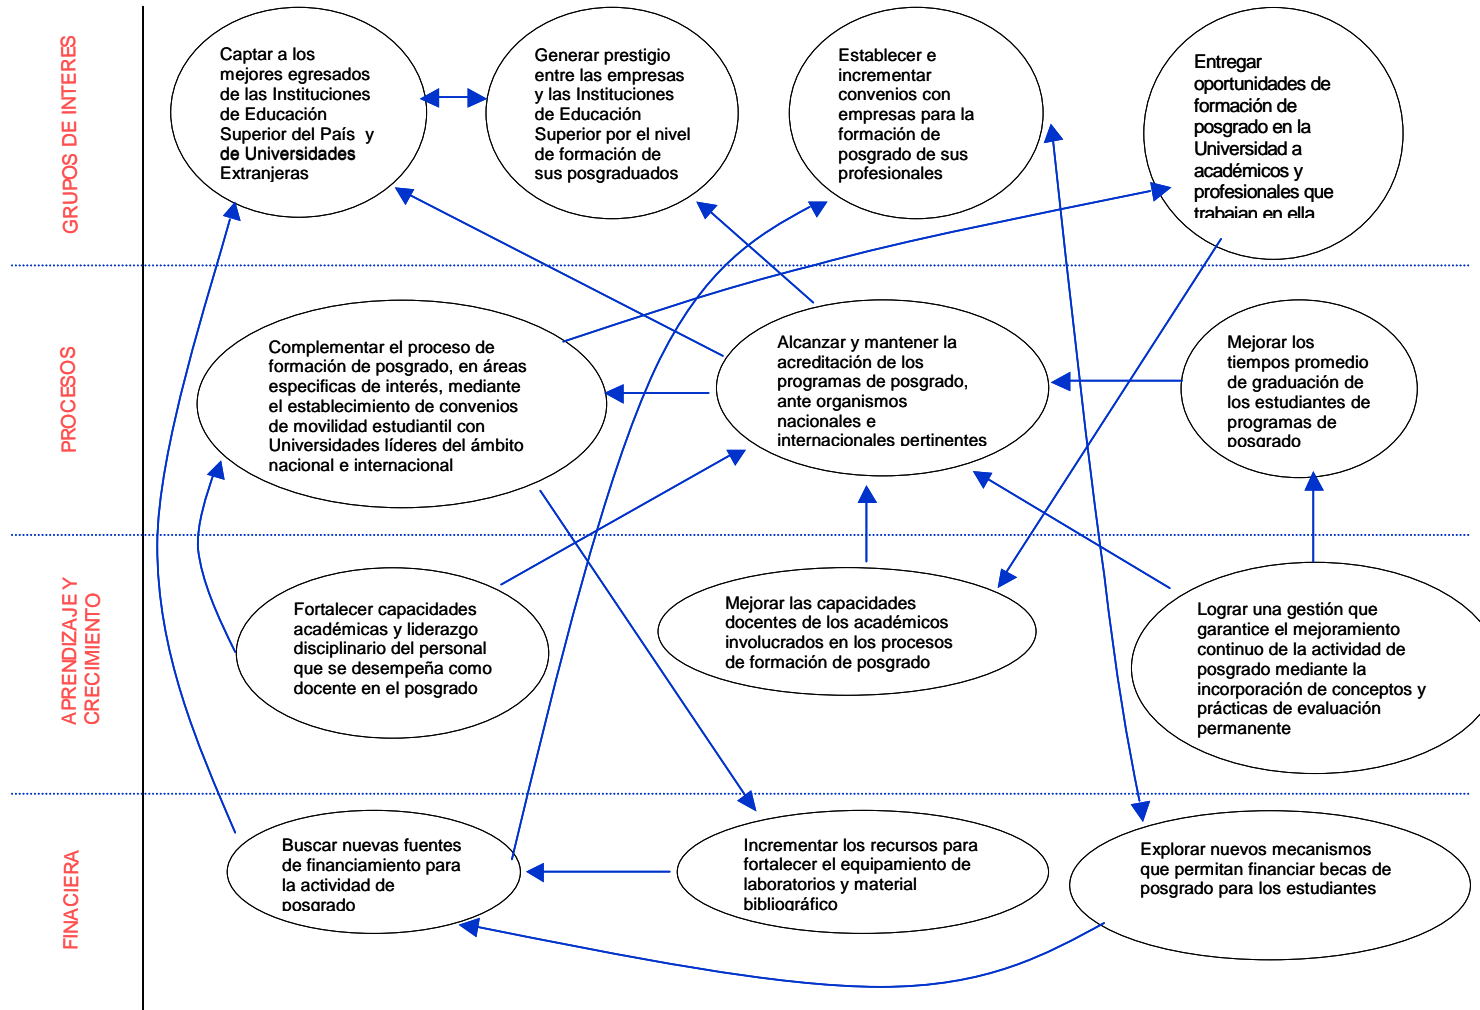 GRUPOS DE INTERES
Captar a los
mejores egresados
de las Instituciones
de Educación
Superior del País y
de Universidades
Extranjeras
Generar prestigio
entre las empresas
y las Instituciones
de Educación
Superior por el nivel
de formación de
sus posgraduados
Establecer e
incrementar
convenios con
empresas para la
formación de
posgrado de sus
profesionales
Entregar
oportunidades de
formación de
posgrado en la
Universidad a
académicos y
profesionales que
trabajan en ella
PROCESOS
Complementar el proceso de
formación de posgrado, en áreas
especificas de interés, mediante
el establecimiento de convenios
de movilidad estudiantil con
Universidades líderes del ámbito
nacional e internacional
Alcanzar y mantener la
acreditación de los
programas de posgrado,
ante organismos
nacionales e
internacionales pertinentes
Mejorar los
tiempos promedio
de graduación de
los estudiantes de
programas de
posgrado
APRENDIZAJE Y
CRECIMIENTO
Fortalecer capacidades
académicas y liderazgo
disciplinario del personal
que se desempeña como
docente en el posgrado
Mejorar las capacidades
docentes de los académicos
involucrados en los procesos
de formación de posgrado
Lograr una gestión que
garantice el mejoramiento
continuo de la actividad de
posgrado mediante la
incorporación de conceptos y
prácticas de evaluación
permanente
FINACIERA
Buscar nuevas fuentes
de financiamiento para
la actividad de
posgrado
Incrementar los recursos para
fortalecer el equipamiento de
laboratorios y material
bibliográfico
Explorar nuevos mecanismos
que permitan financiar becas de
posgrado para los estudiantes